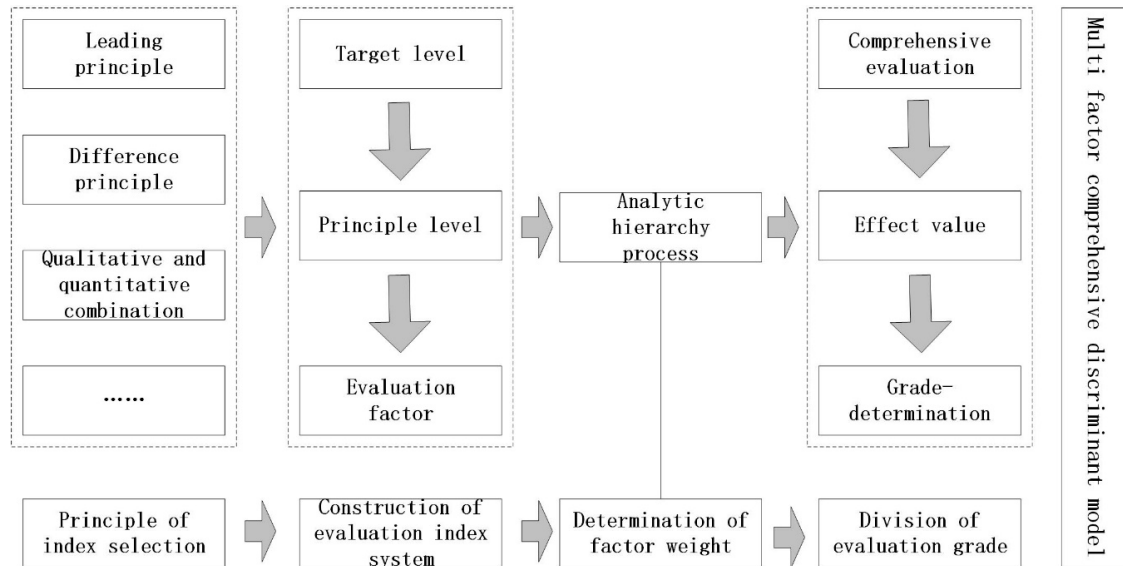 Leading
principle
Difference
principle
Qualitative and
quantitative
combination
……
Target level
Principle level
Evaluation
factor
Analytic
hierarchy
process
Comprehensive
evaluation
Effect value
Grade-
determination
Principle of
index selection
Construction of
evaluation index
system
Determination of
factor weight
Division of
evaluation grade
Multi factor comprehensive discriminant model